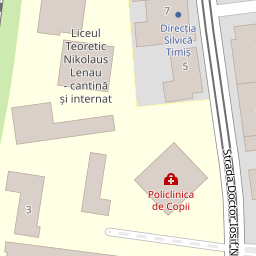 7
Direcția
Silvică
Timiș
5
Liceul
Teoretic
Nikolaus
Lenau
- cantină
și internat
Policlinica
de Copii
3
Strada Doctor Iosif N